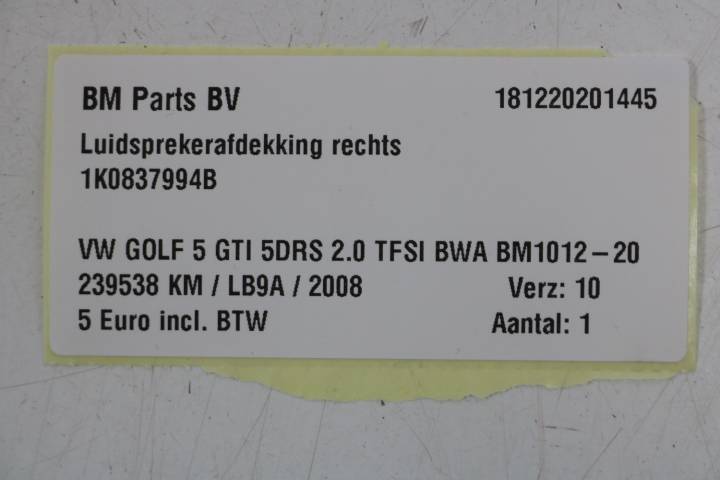 BM Parts BV 181220201445
Luidsprekerafdekking rechts
1K0837994B
VW GOLF 5 GTI 5DRS 2.0 TFSI BWA BM1012-20
239538 KM / LB9A / 2008 Verz: 10
5 Euro incl. BTW Aantal: 1